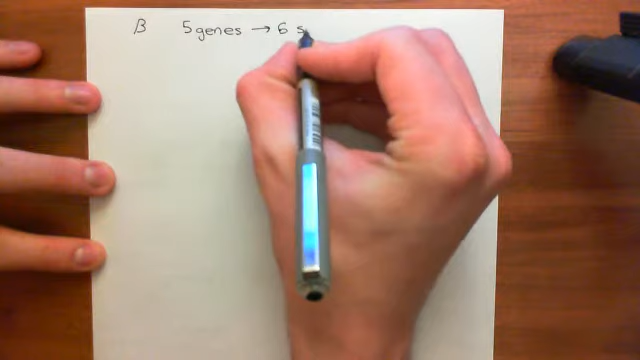 β 5 genes → 6 s